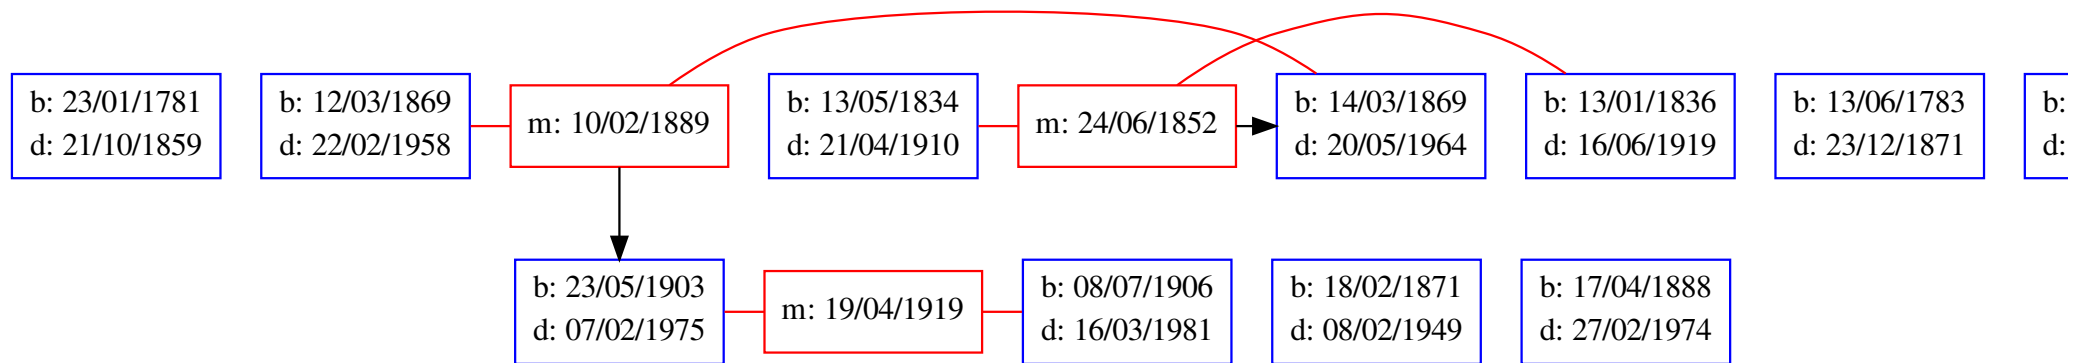 b: 23/01/1781
d: 21/10/1859
b: 12/03/1869
d: 22/02/1958
m: 10/02/1889
b: 13/05/1834
d: 21/04/1910
m: 24/06/1852
b: 14/03/1869
d: 20/05/1964
b: 13/01/1836
d: 16/06/1919
b: 13/06/1783
d: 23/12/1871
b:
d:
b: 23/05/1903
d: 07/02/1975
m: 19/04/1919
b: 08/07/1906
d: 16/03/1981
b: 18/02/1871
d: 08/02/1949
b: 17/04/1888
d: 27/02/1974